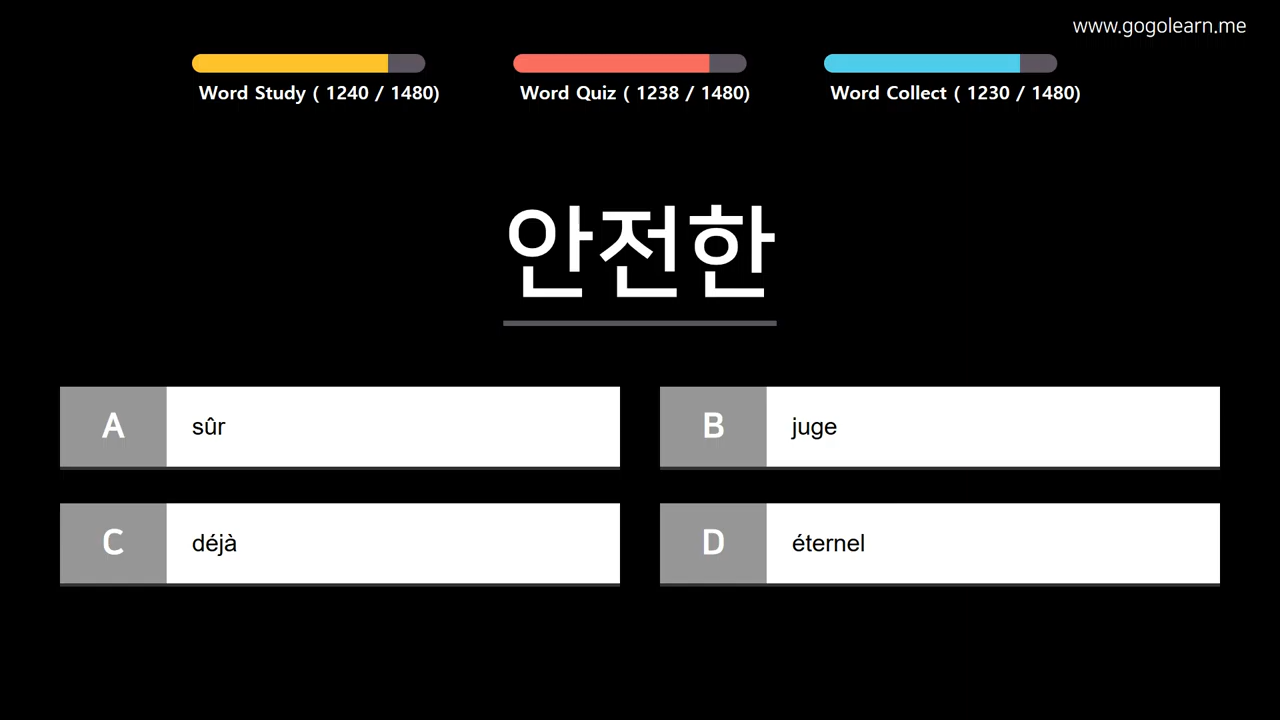 www.gogolearn.me
Word Study ( 1240 / 1480)
Word Quiz ( 1238 / 1480)
Word Collect ( 1230 / 1480)
안전한
A sûr
B juge
C déjà
D éternel